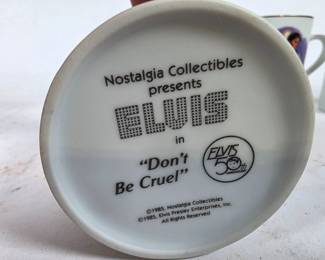 Nostalgia Collectibles
presents
ELVIS
in
"Don't
Be Cruel"
ELVIS
50th
©1985, Nostalgia Collectibles
©1985, Elvis Presley Enterprises, Inc.
All Rights Reserved